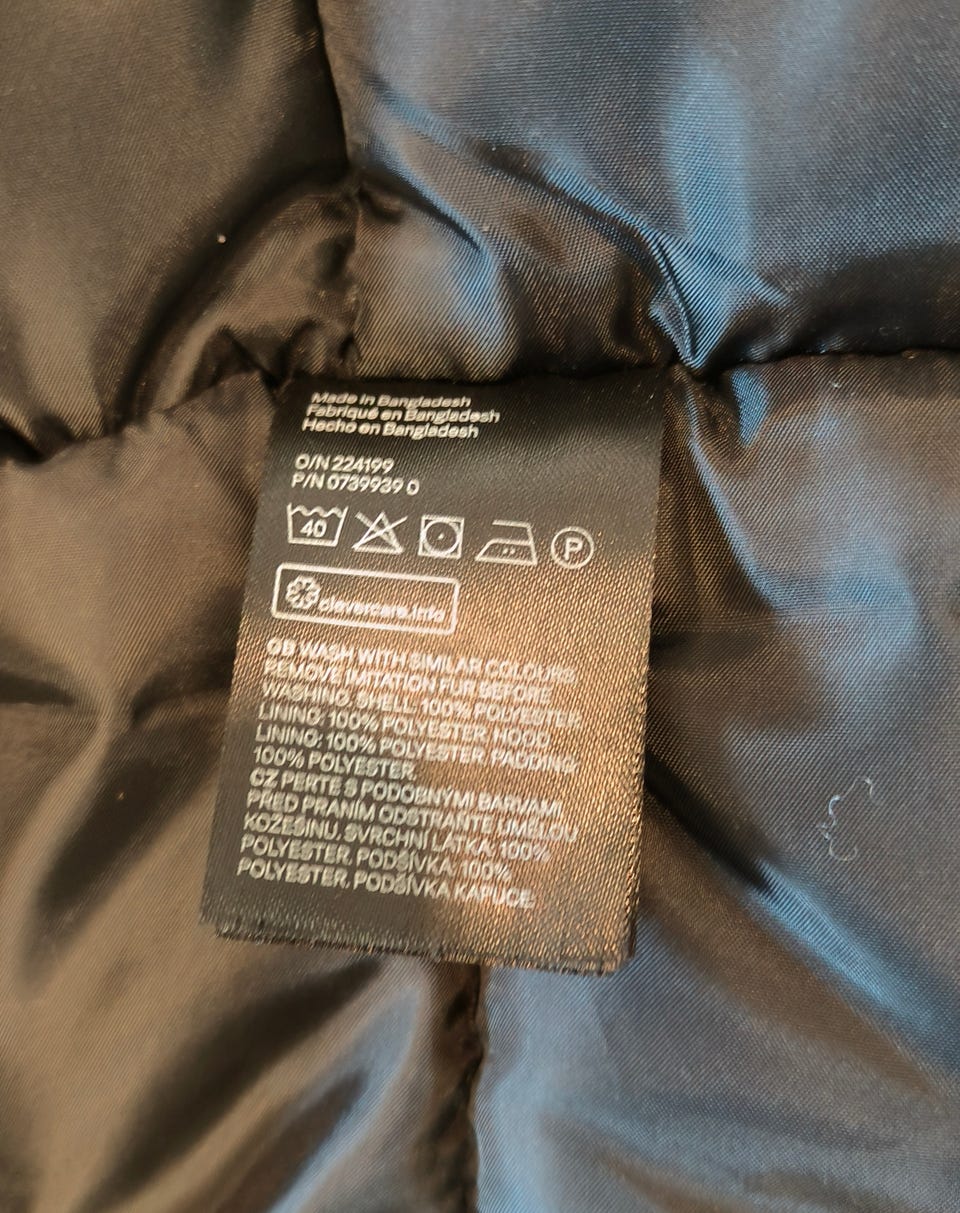 Made in Bangladesh
Fabriqué en Bangladesh
Hecho en Bangladesh
O/N 224199
P/N 0739939 0
40
P
clevercare.info
GB WASH WITH SIMILAR COLOURS
REMOVE IMITATION FUR BEFORE
WASHING. SHELL: 100% POLYESTER.
LINING: 100% POLYESTER. HOOD
LINING: 100% POLYESTER. PADDING:
100% POLYESTER.
CZ PERTE S PODOBNÝMI BARVAMI
PŘED PRANÍM ODSTRAŇTE UMĚLOU
KOŽEŠINU. SVRCHNÍ LÁTKA: 100%
POLYESTER. PODŠÍVKA: 100%
POLYESTER. PODŠÍVKA KAPUCE: